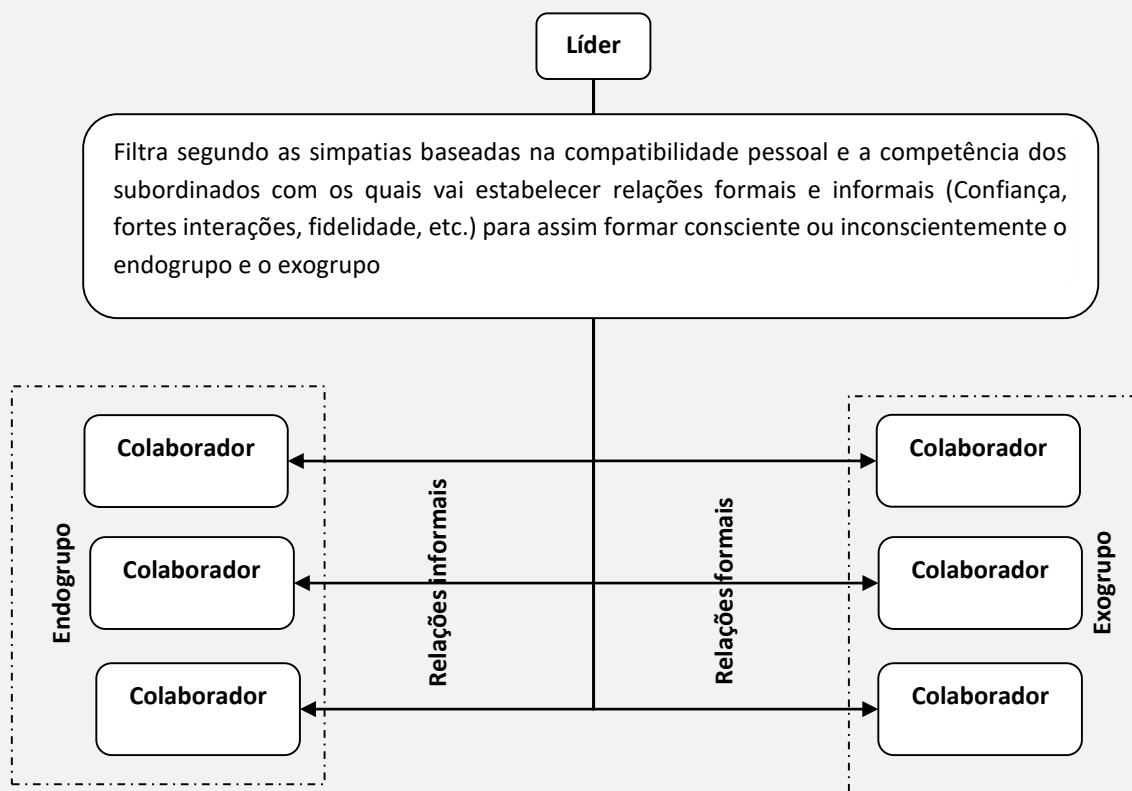 Líder
Filtra segundo as simpatias baseadas na compatibilidade pessoal e a competência dos
subordinados com os quais vai estabelecer relações formais e informais (Confiança,
fortes interações, fidelidade, etc.) para assim formar consciente ou inconscientemente o
endogrupo e o exogrupo
Endogrupo
Colaborador
Colaborador
Colaborador
Relações informais
Relações formais
Colaborador
Colaborador
Colaborador
Exogrupo